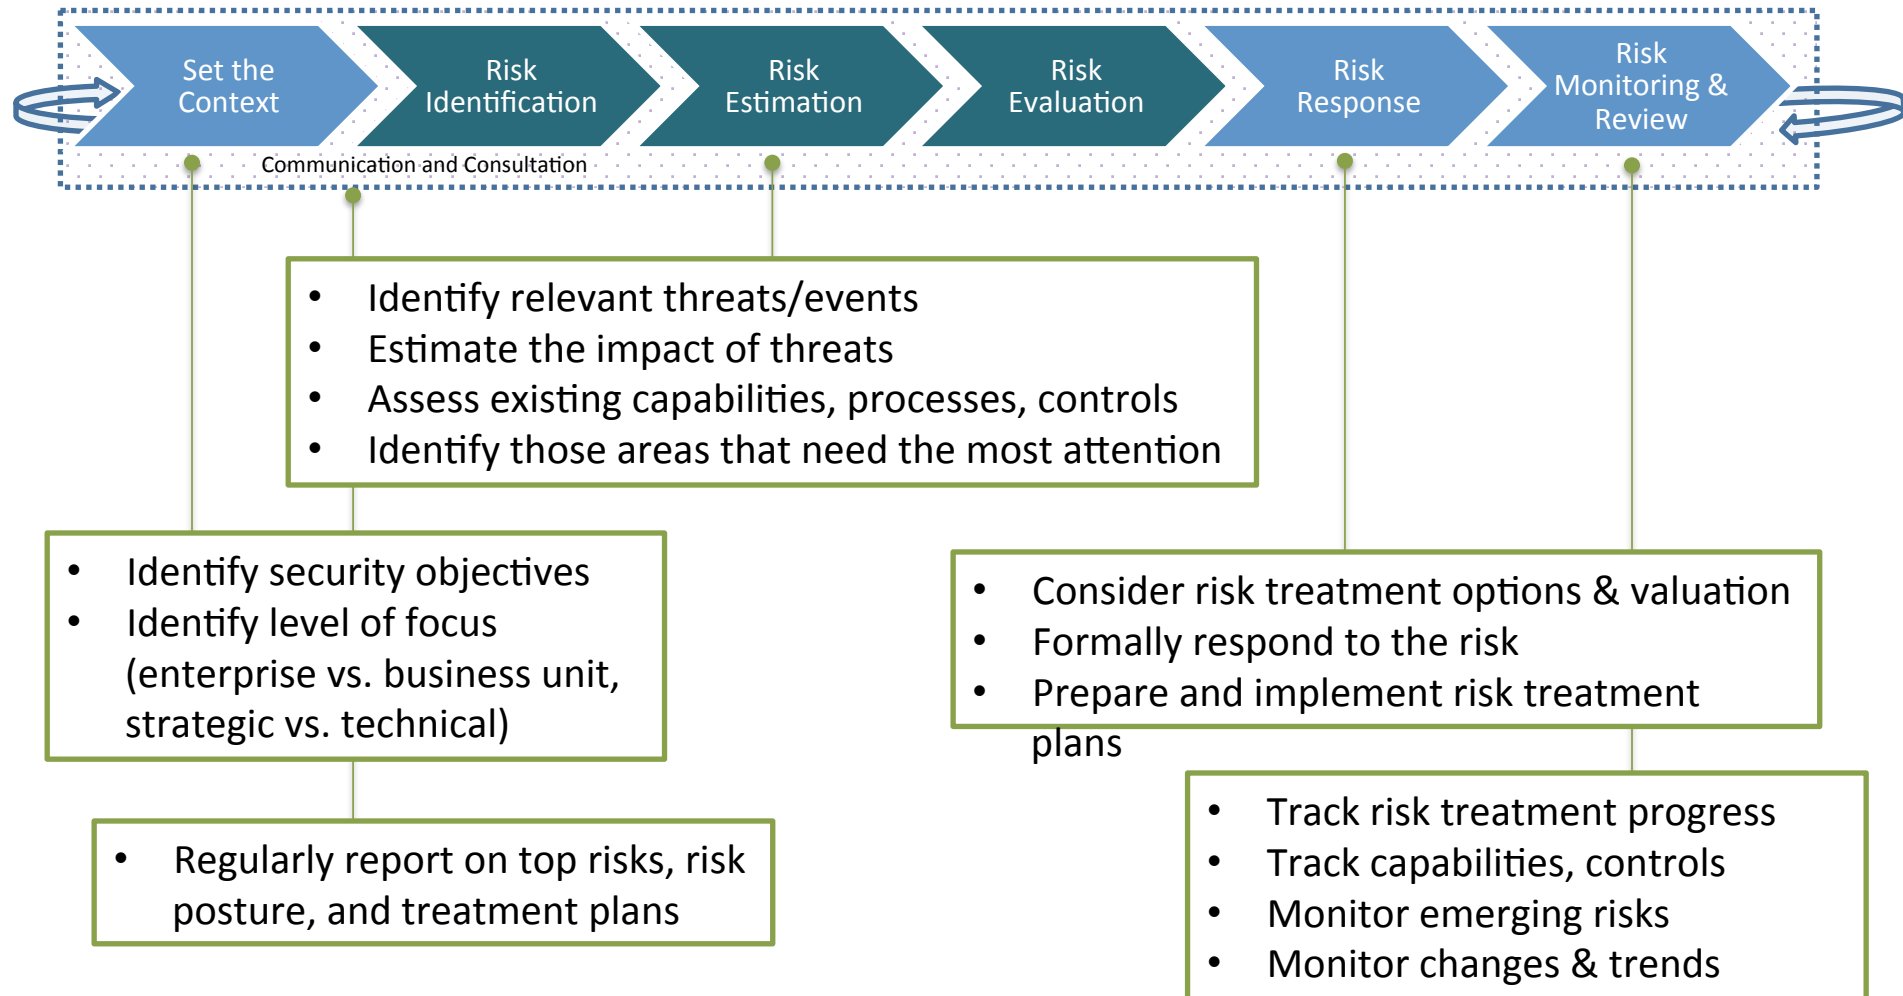 Set the
Context
Risk
Identification
Risk
Estimation
Risk
Evaluation
Risk
Response
Risk
Monitoring &
Review
Communication and Consultation
• Identify relevant threats/events
• Estimate the impact of threats
• Assess existing capabilities, processes, controls
• Identify those areas that need the most attention
• Identify security objectives
• Identify level of focus
(enterprise vs. business unit,
strategic vs. technical)
• Consider risk treatment options & valuation
• Formally respond to the risk
• Prepare and implement risk treatment
plans
• Regularly report on top risks, risk
posture, and treatment plans
• Track risk treatment progress
• Track capabilities, controls
• Monitor emerging risks
• Monitor changes & trends